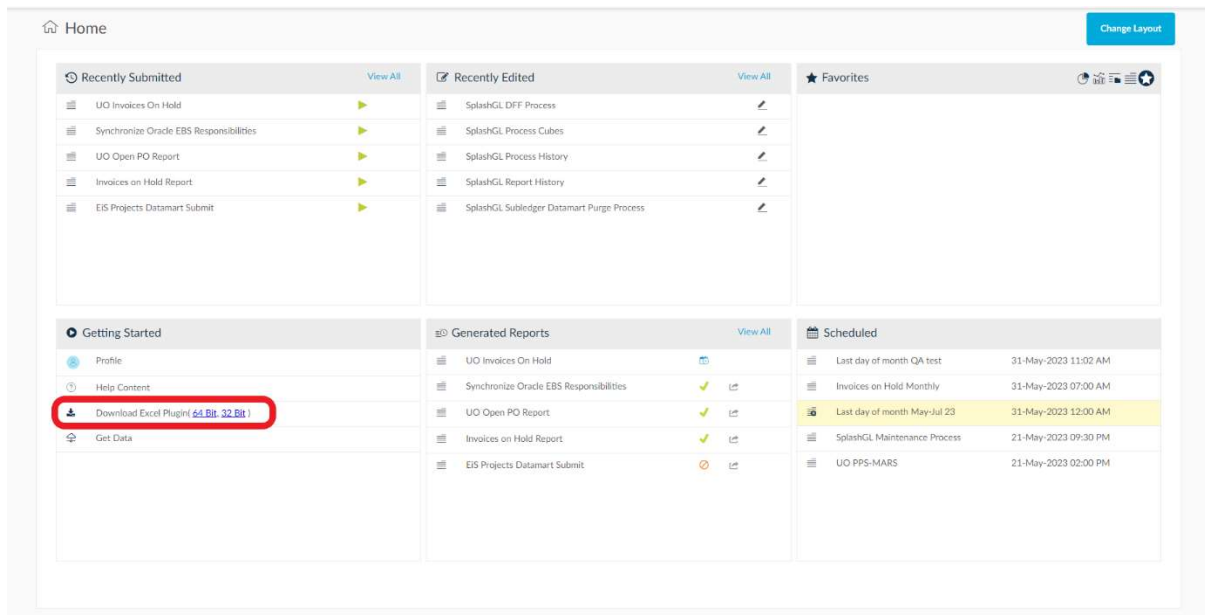 Home
Change Layout
Recently Submitted View All
UO Invoices On Hold
Synchronize Oracle EBS Responsibilities
UO Open PO Report
Invoices on Hold Report
EiS Projects Datamart Submit
Recently Edited View All
SplashGL DFF Process
SplashGL Process Cubes
SplashGL Process History
SplashGL Report History
SplashGL Subledger Datamart Purge Process
Favorites
Getting Started
Profile
Help Content
Download Excel Plugin( 64 Bit, 32 Bit )
Get Data
Generated Reports View All
UO Invoices On Hold
Synchronize Oracle EBS Responsibilities
UO Open PO Report
Invoices on Hold Report
EiS Projects Datamart Submit
Scheduled
Last day of month QA test 31-May-2023 11:02 AM
Invoices on Hold Monthly 31-May-2023 07:00 AM
Last day of month May-Jul 23 31-May-2023 12:00 AM
SplashGL Maintenance Process 21-May-2023 09:30 PM
UO PPS-MARS 21-May-2023 02:00 PM